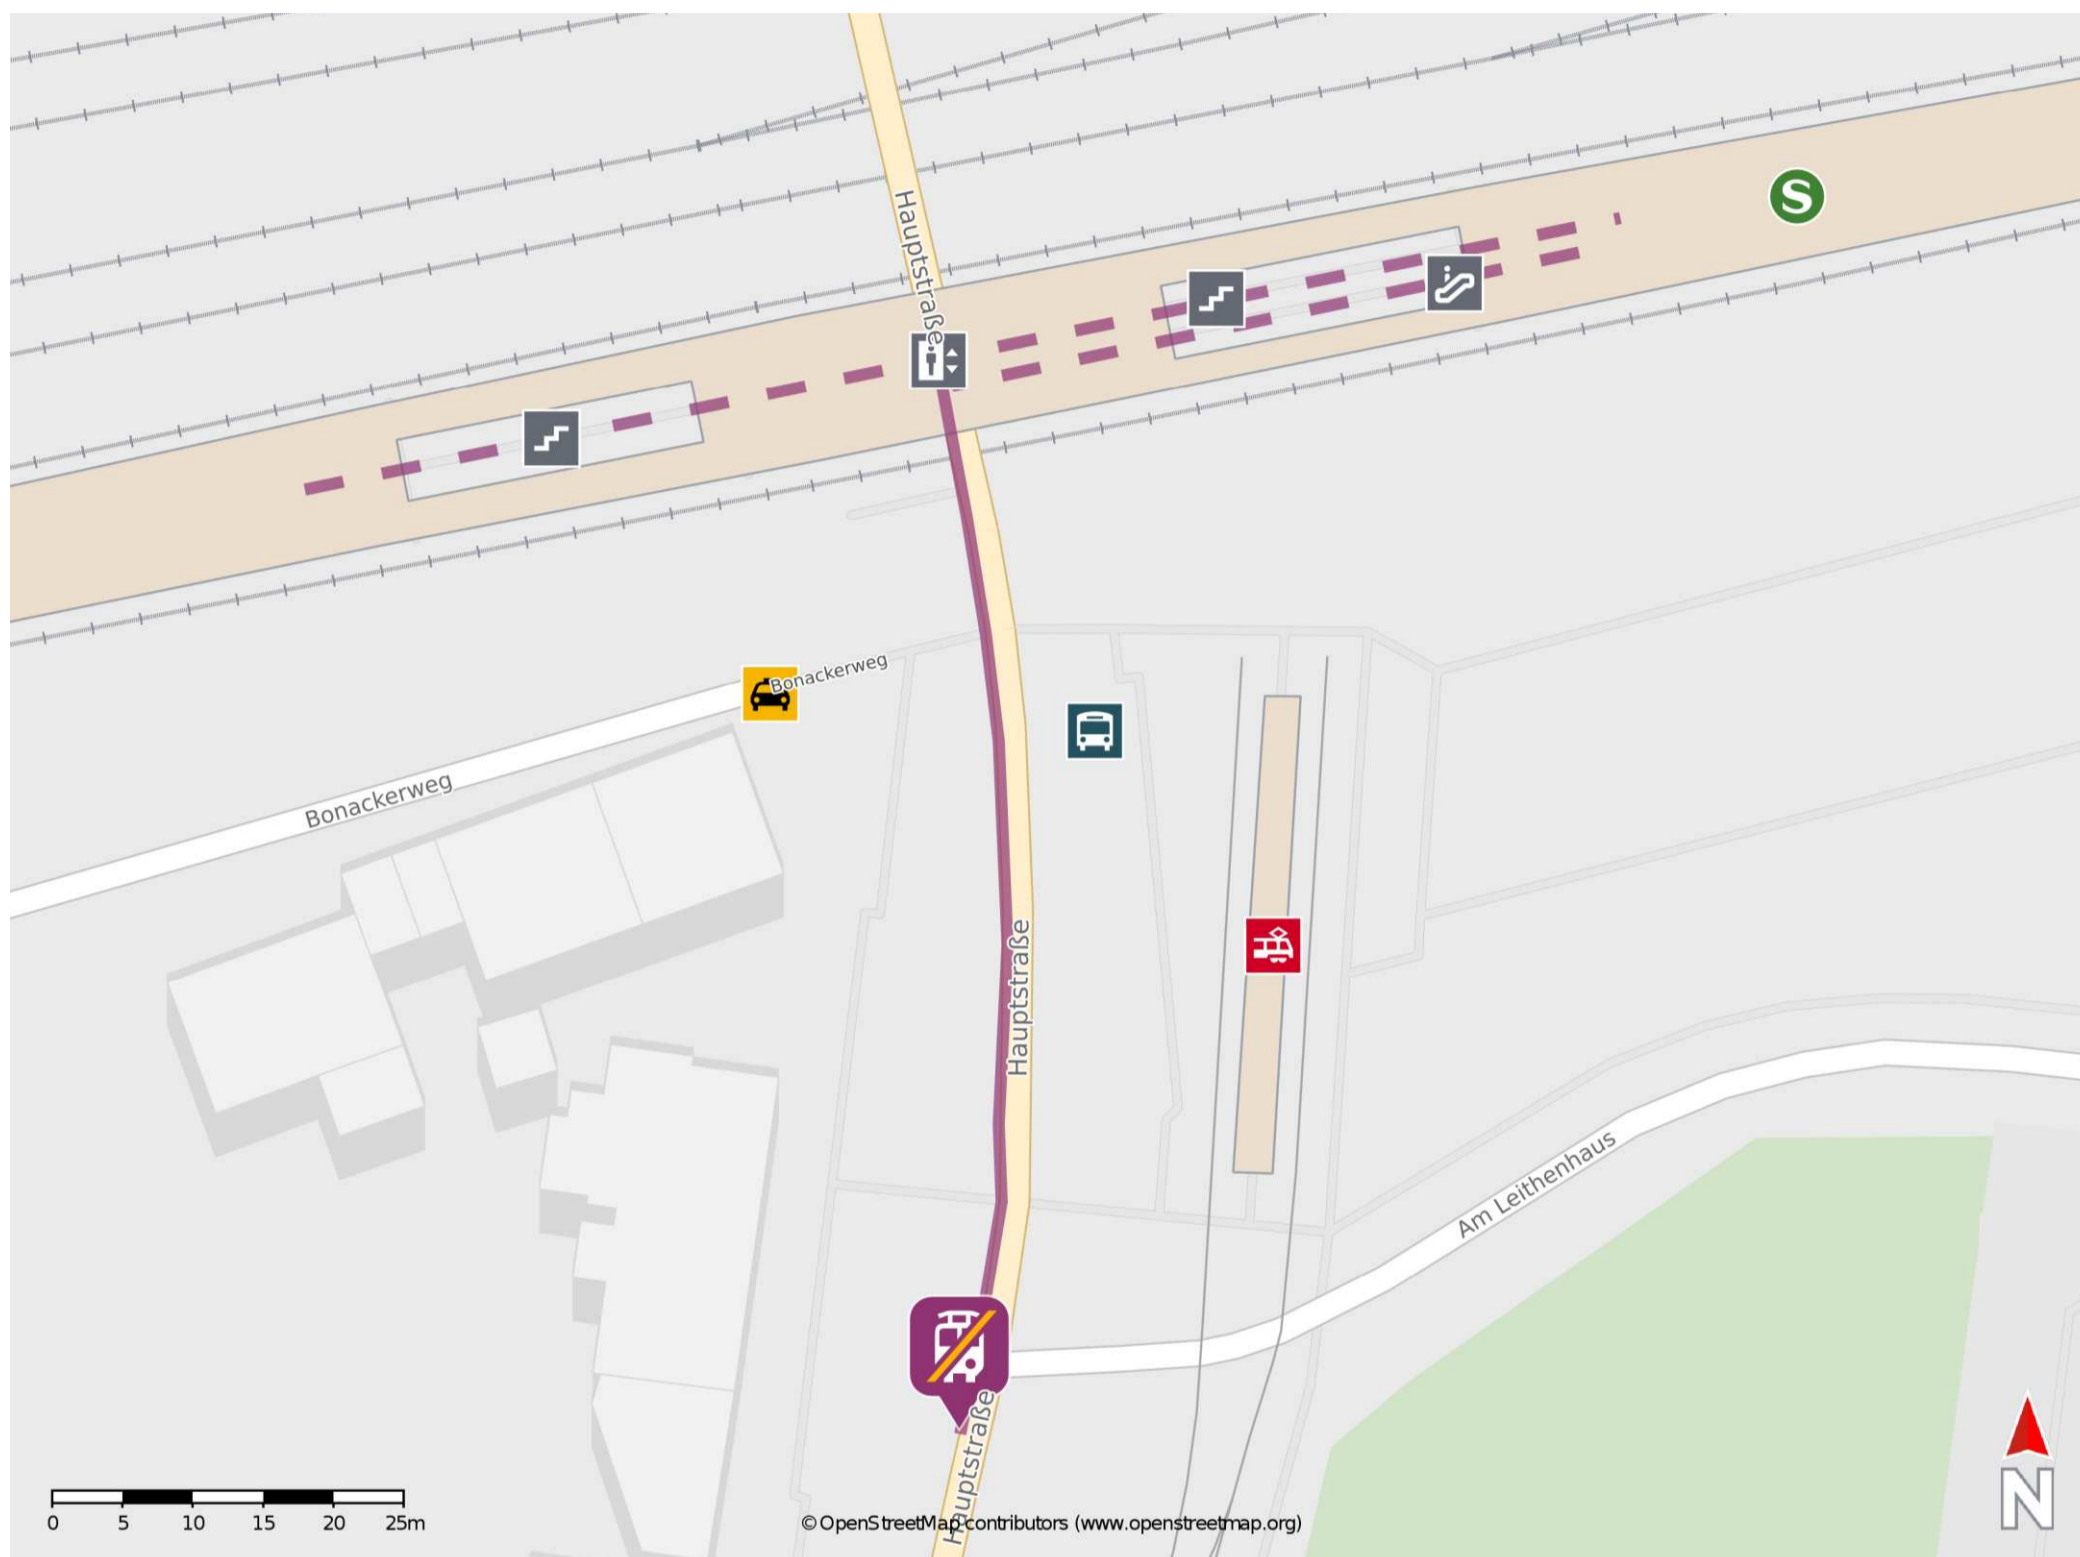 Hauptstraße
S
Bonackerweg
Bonackerweg
Hauptstraße
Am Leithenhaus
Hauptstraße
N
0 5 10 15 20 25m
©OpenStreetMap contributors (www.openstreetmap.org)